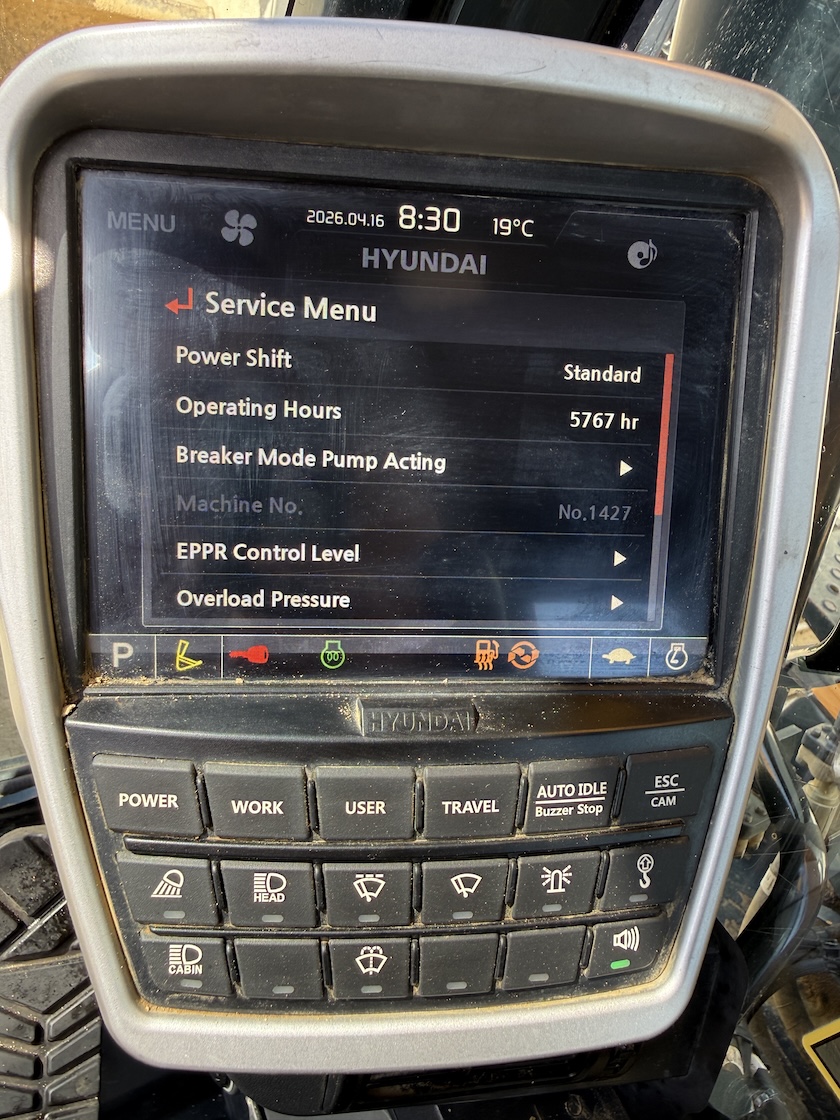 MENU 2026.04.16 8:30 19°C
HYUNDAI
Service Menu
Power Shift Standard
Operating Hours 5767 hr
Breaker Mode Pump Acting
Machine No. No.1427
EPPR Control Level
Overload Pressure
P
HYUNDAI
POWER WORK USER TRAVEL AUTO IDLE ESC
Buzzer Stop CAM
HEAD
CABIN